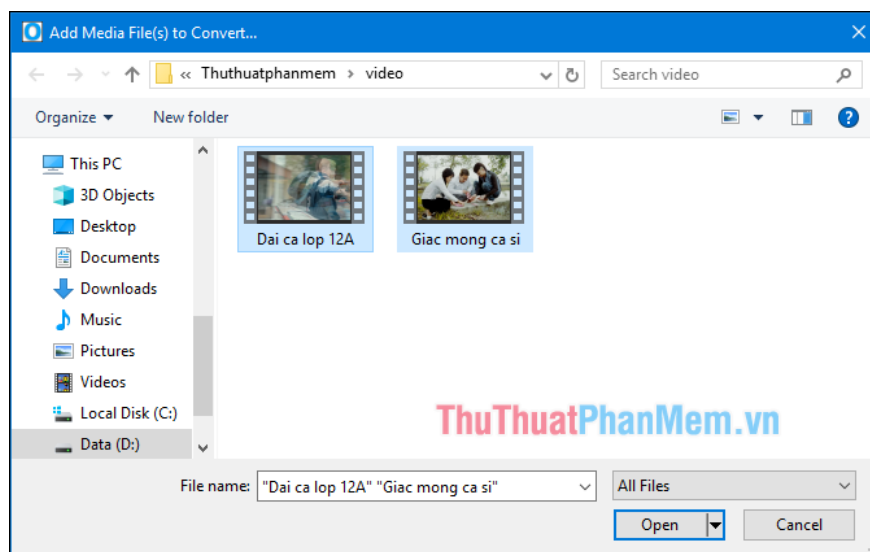 Add Media File(s) to Convert...
« Thuthuatphanmem > video
Search video
Organize
New folder
?
This PC
3D Objects
Desktop
Documents
Downloads
Music
Pictures
Videos
Local Disk (C:)
Data (D:)
Dai ca lop 12A
Giac mong ca si
ThuThuatPhanMem.vn
File name: "Dai ca lop 12A" "Giac mong ca si"
All Files
Open
Cancel